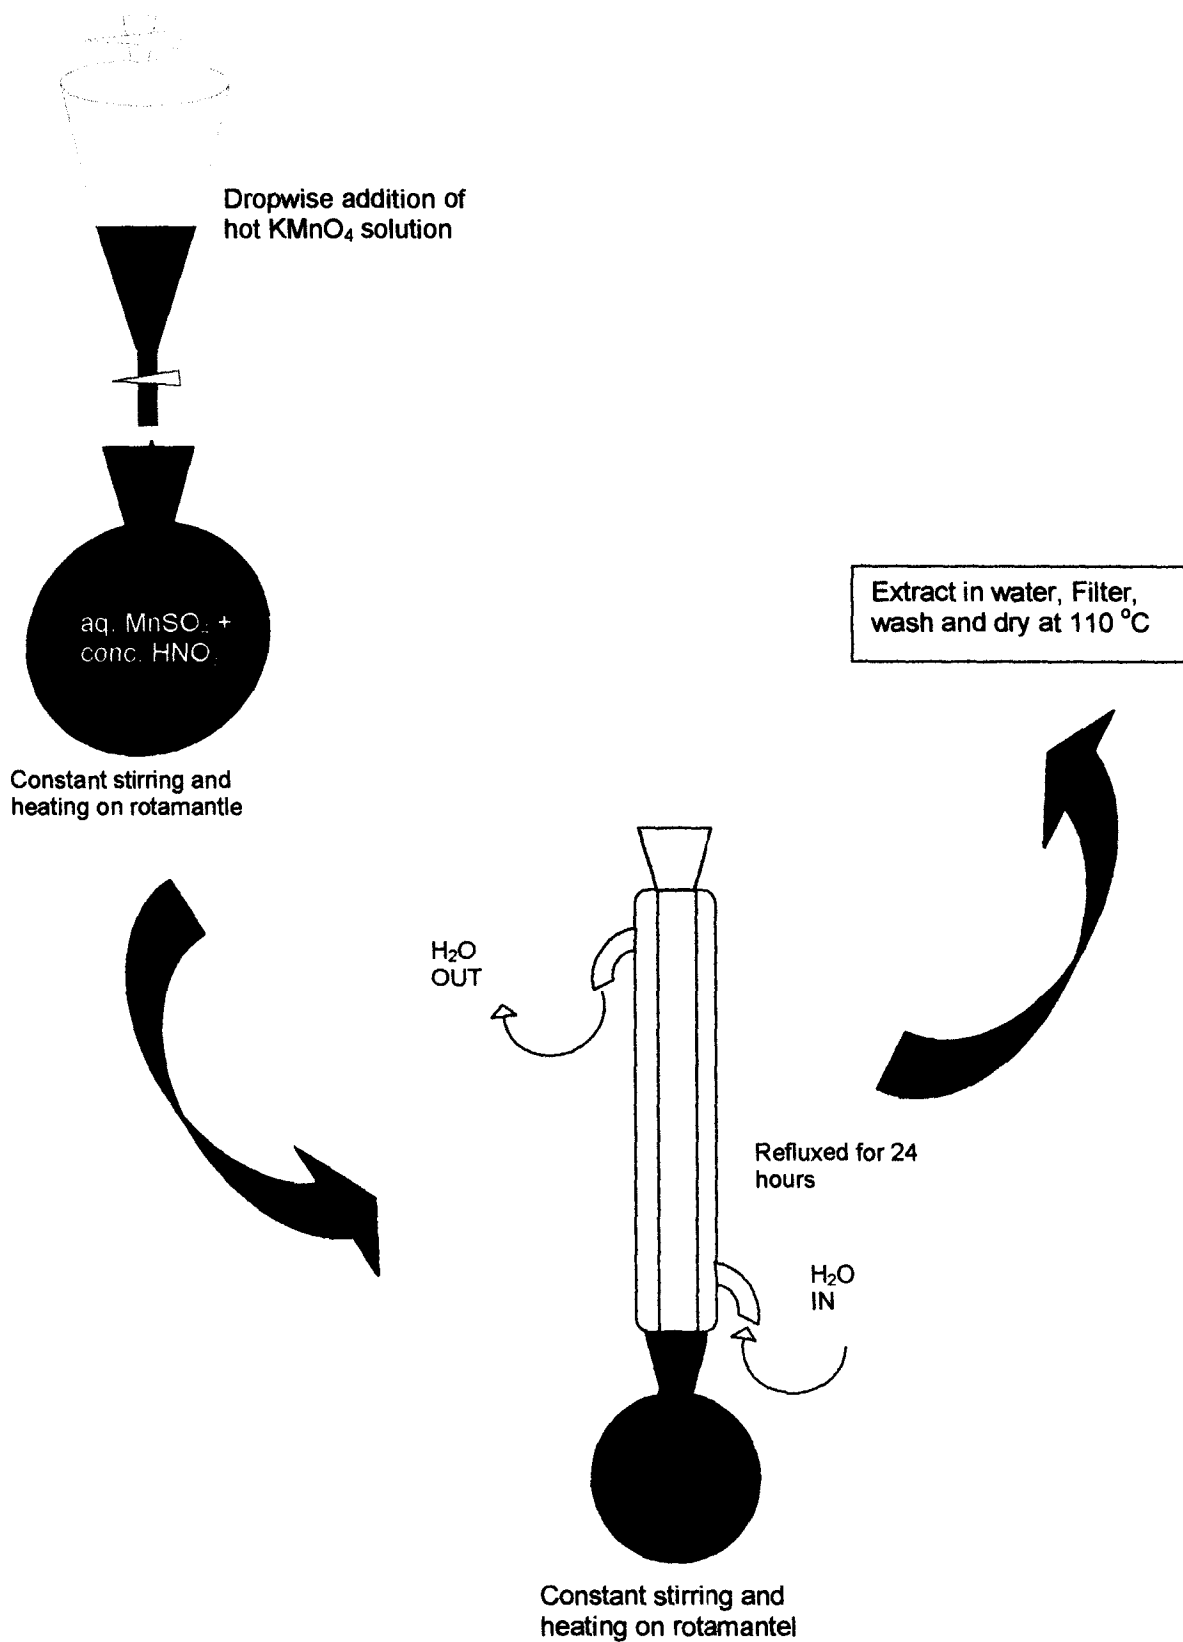 Dropwise addition of
hot KMnO₄ solution
aq. MnSO₄ +
conc. HNO₃
Constant stirring and
heating on rotamantle
Extract in water, Filter,
wash and dry at 110 °C
H₂O
OUT
Refluxed for 24
hours
H₂O
IN
Constant stirring and
heating on rotamantel